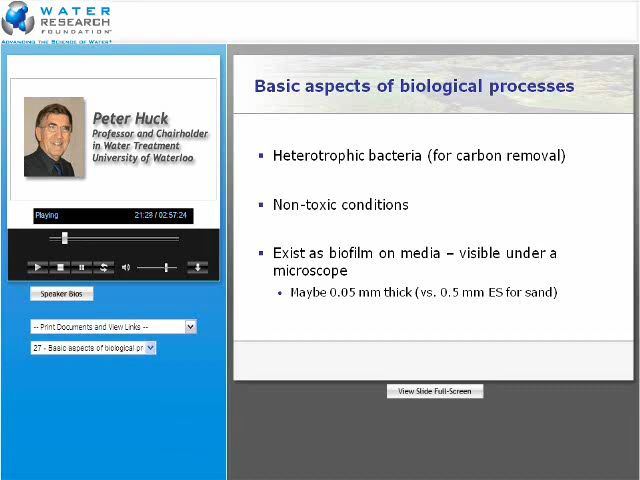 WATER
RESEARCH
FOUNDATION
ADVANCING THE SCIENCE OF WATER
Peter Huck
Professor and Chairholder
in Water Treatment
University of Waterloo
Playing 21:29 / 02:57:24
Speaker Bios
-- Print Documents and View Links --
27 - Basic aspects of biological pr
Basic aspects of biological processes
▪ Heterotrophic bacteria (for carbon removal)
▪ Non-toxic conditions
▪ Exist as biofilm on media – visible under a
microscope
• Maybe 0.05 mm thick (vs. 0.5 mm ES for sand)
View Slide Full-Screen